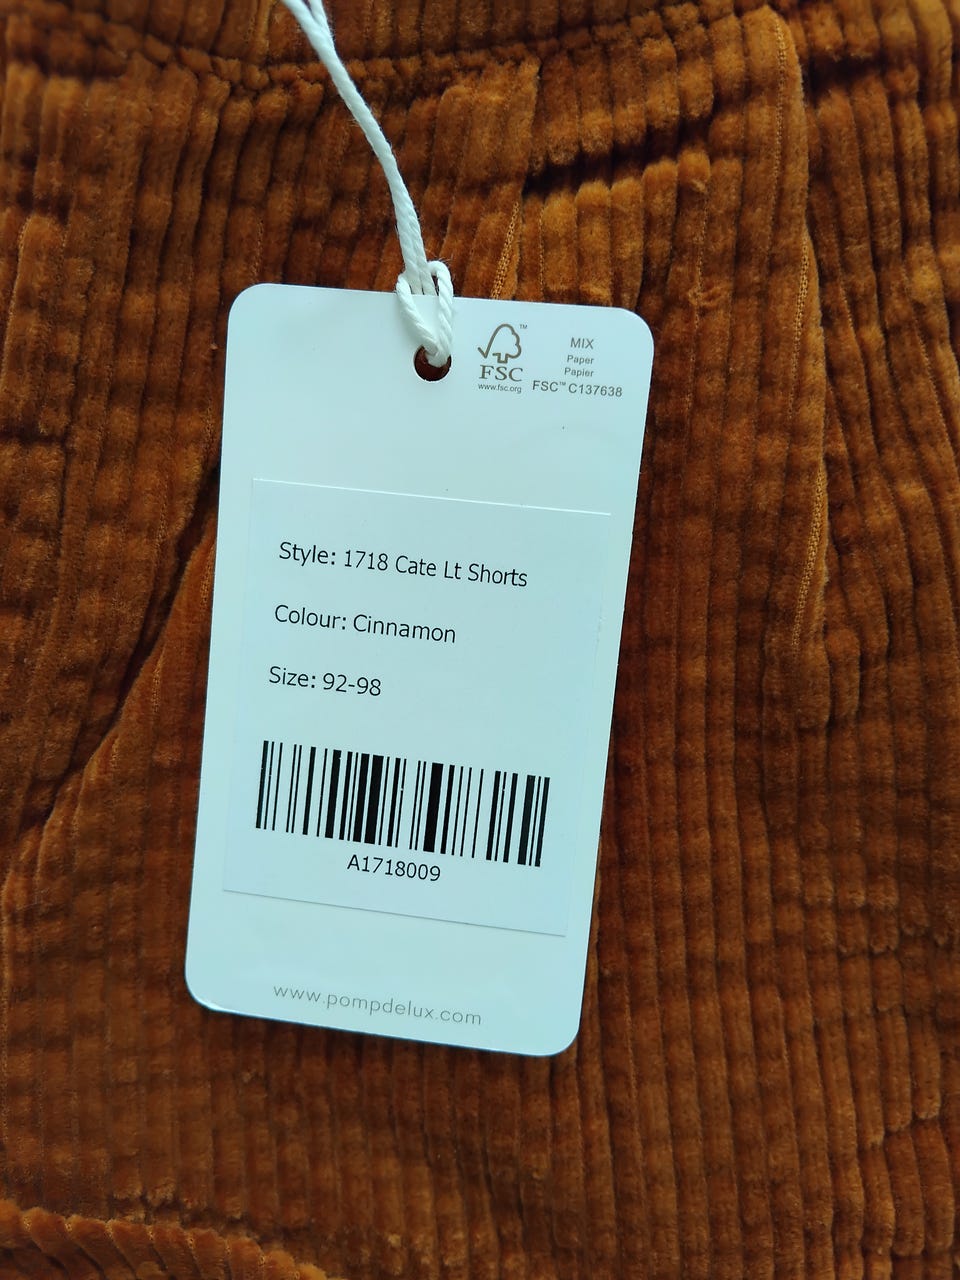 FSC
™
www.fsc.org
MIX
Paper
Papier
FSC™ C137638
Style: 1718 Cate Lt Shorts
Colour: Cinnamon
Size: 92-98
A1718009
www.pompdelux.com